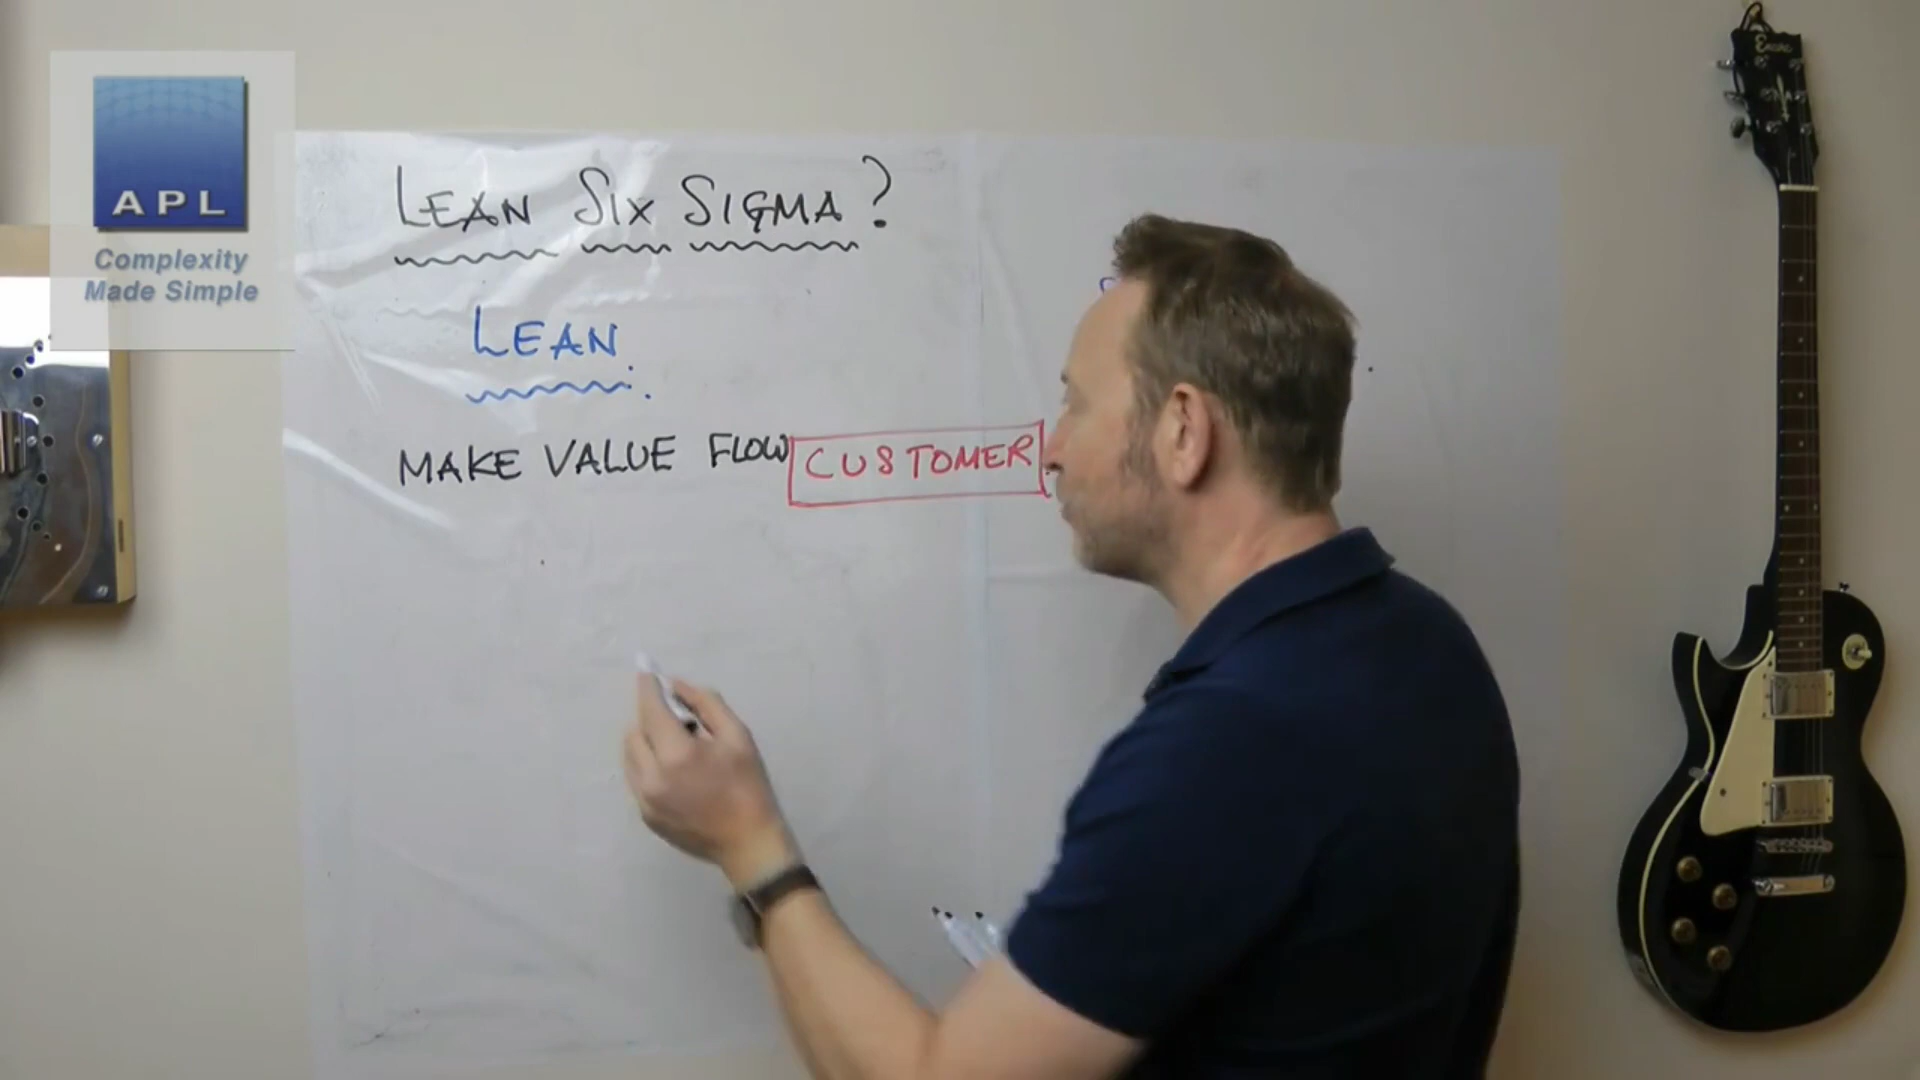 APL
Complexity
Made Simple
LEAN SIX SIGMA?
LEAN
MAKE VALUE FLOW CUSTOMER